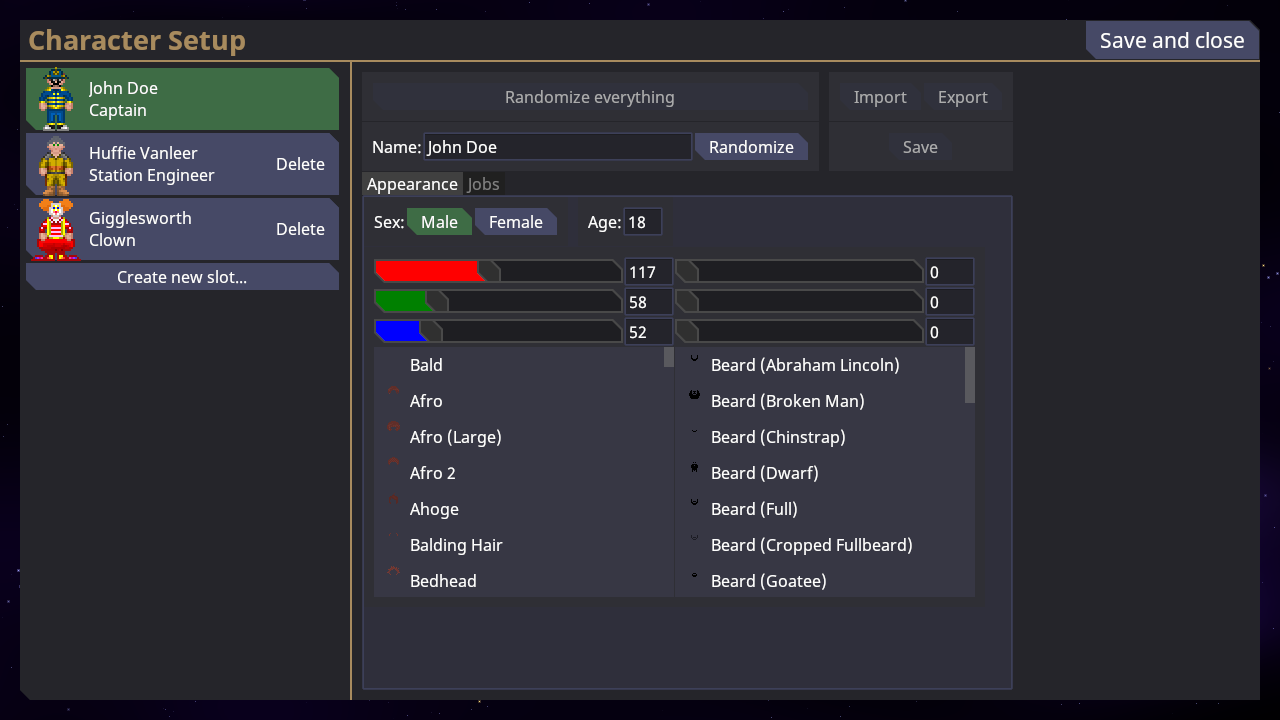 Character Setup
Save and close
John Doe
Captain
Huffie Vanleer
Station Engineer
Delete
Gigglesworth
Clown
Delete
Create new slot...
Randomize everything
Import
Export
Name:
John Doe
Randomize
Save
Appearance
Jobs
Sex:
Male
Female
Age:
18
117
0
58
0
52
0
Bald
Afro
Afro (Large)
Afro 2
Ahoge
Balding Hair
Bedhead
Beard (Abraham Lincoln)
Beard (Broken Man)
Beard (Chinstrap)
Beard (Dwarf)
Beard (Full)
Beard (Cropped Fullbeard)
Beard (Goatee)